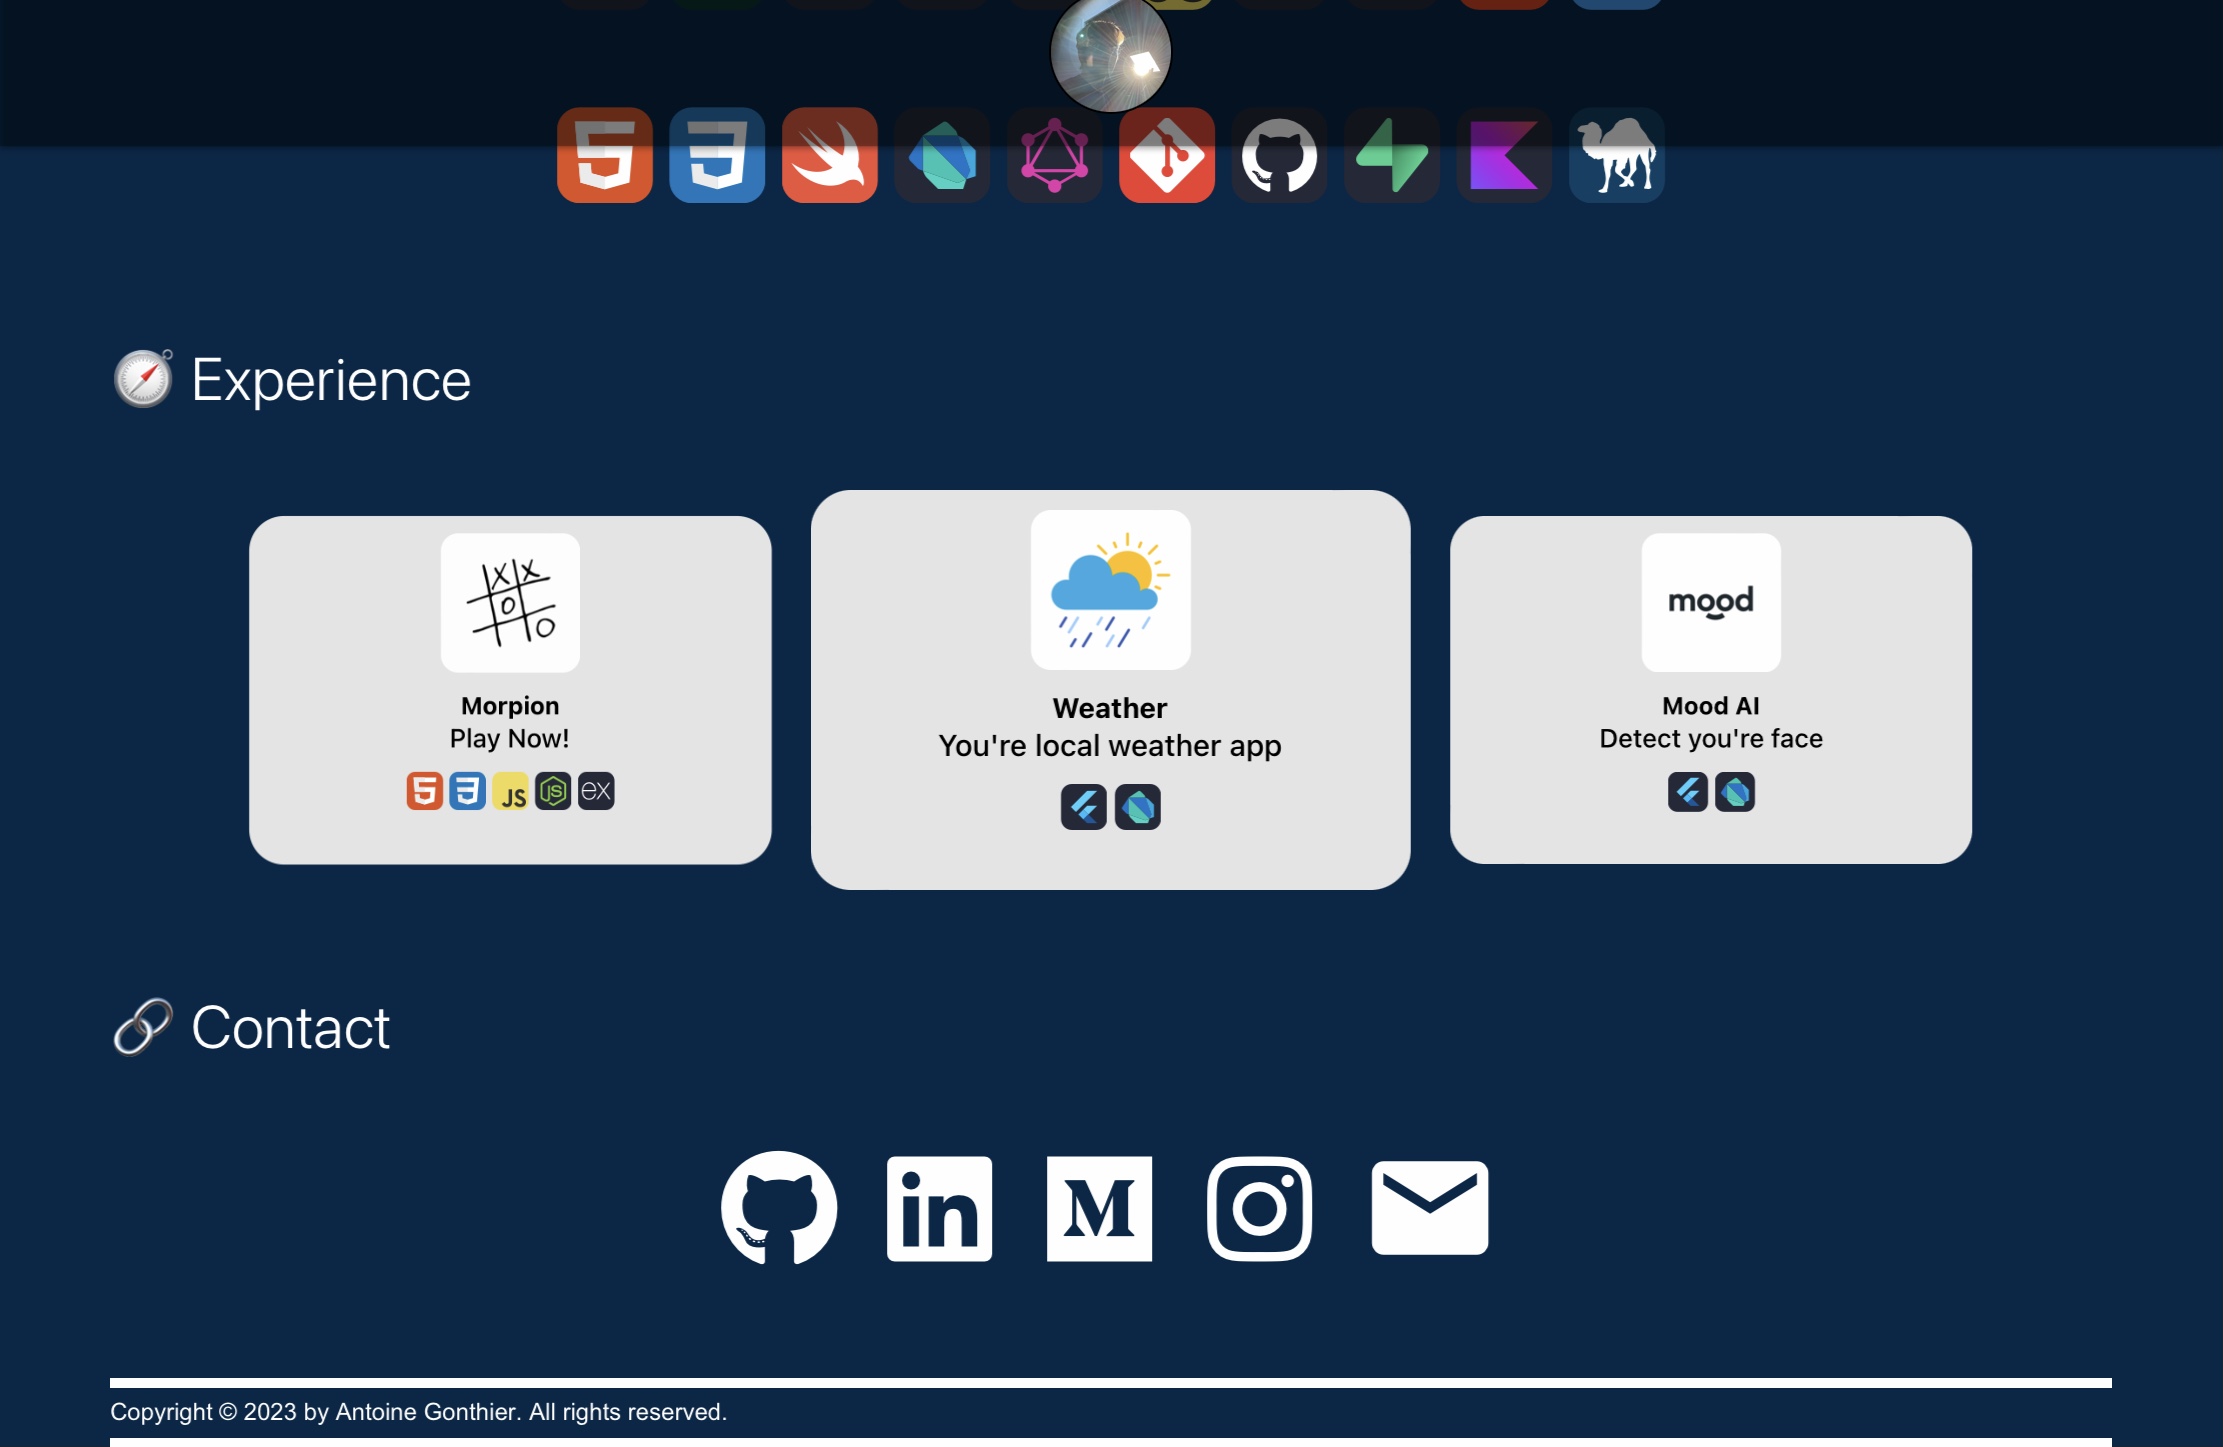 Experience
X X
O
O
Morpion
Play Now!
JS
JS
ex
Weather
You're local weather app
mood
Mood AI
Detect you're face
Contact
in
M
Copyright © 2023 by Antoine Gonthier. All rights reserved.